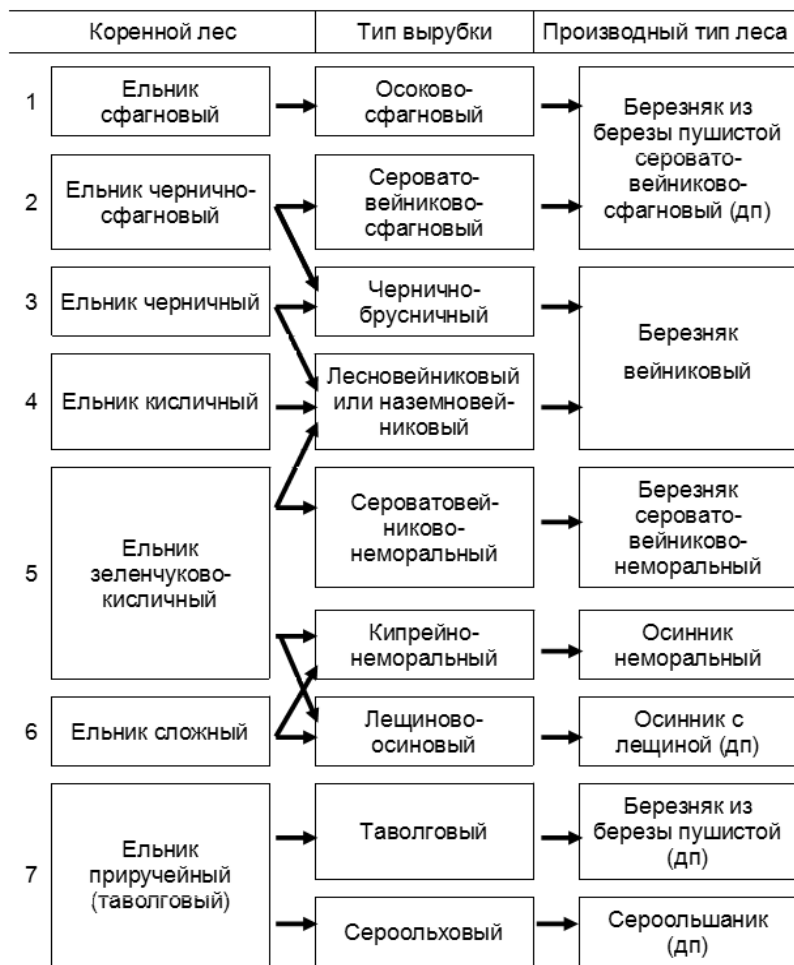 Коренной лес
Тип вырубки
Производный тип леса
1
Ельник
сфагновый
Осоково-
сфагновый
Березняк из
березы пушистой
серовато-
вейниково-
сфагновый (дп)
2
Ельник чернично-
сфагновый
Серовато-
вейниково-
сфагновый
3
Ельник черничный
Чернично-
брусничный
Березняк
вейниковый
4
Ельник кисличный
Лесновейниковый
или наземновей-
никовый
5
Ельник
зеленчуково-
кисличный
Сероватовей-
никово-
неморальный
Березняк
серовато-
вейниково-
неморальный
Кипрейно-
неморальный
Осинник
неморальный
6
Ельник сложный
Лещиново-
осиновый
Осинник с
лещиной (дп)
7
Ельник
приручейный
(таволговый)
Таволговый
Березняк из
березы пушистой
(дп)
Сероольховый
Сероольшаник
(дп)